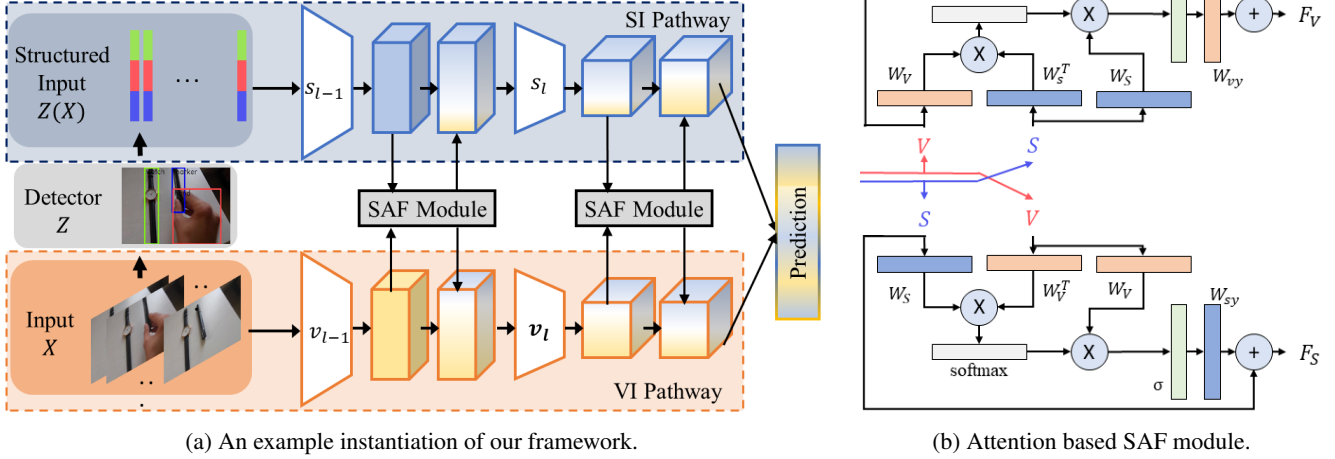 SI Pathway
Structured
Input
Z(X)
...
s_{l-1}
s_l
Detector
Z
SAF Module
SAF Module
Prediction
Input
X
v_{l-1}
v_l
VI Pathway
(a) An example instantiation of our framework.
X
X
+
F_V
W_V
W_s^T
W_S
W_{vy}
V
S
S
V
W_S
W_V^T
W_V
W_{sy}
X
X
+
F_S
softmax
σ
(b) Attention based SAF module.